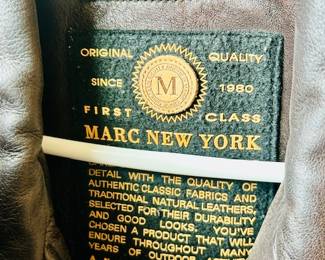 ORIGINAL QUALITY
M
SINCE 1980
FIRST CLASS
MARC NEW YORK
DETAIL WITH THE QUALITY OF
AUTHENTIC CLASSIC FABRICS AND
TRADITIONAL NATURAL LEATHERS,
SELECTED FOR THEIR DURABILITY
AND GOOD LOOKS. YOU'VE
CHOSEN A PRODUCT THAT WILL
ENDURE THROUGHOUT MANY
YEARS OF OUTDOOR